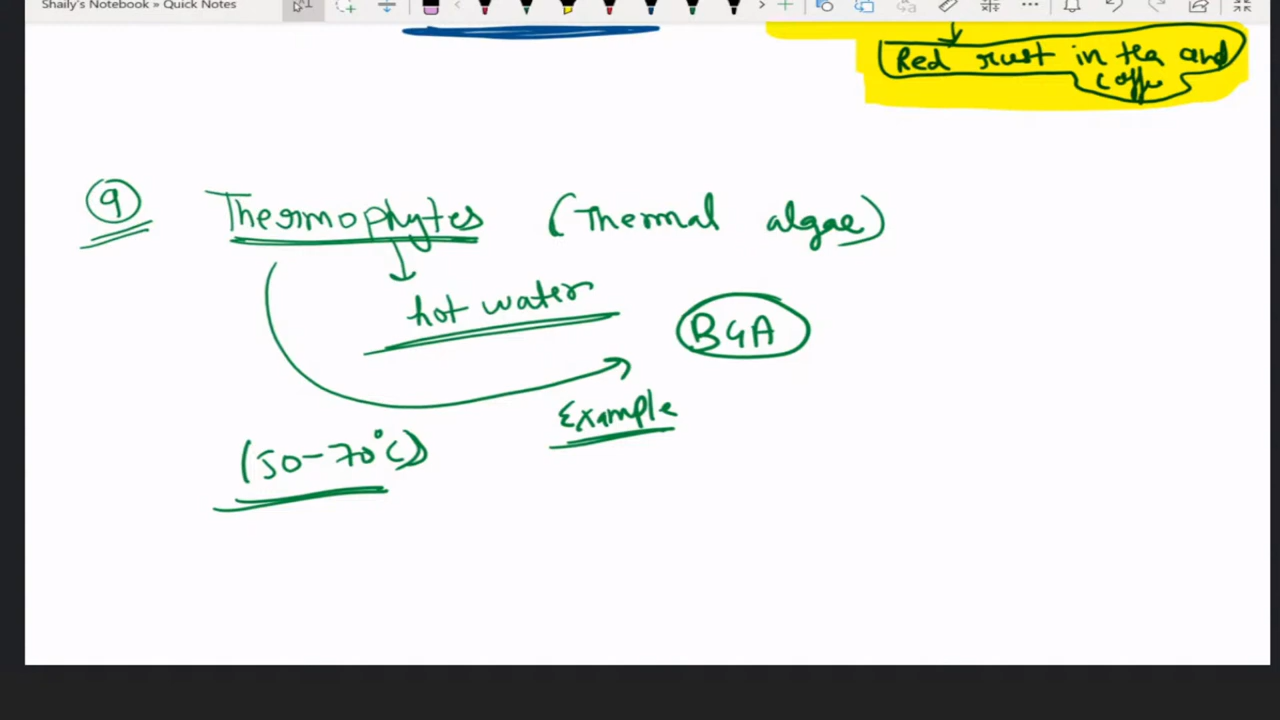 Shaily's Notebook » Quick Notes
Red rust in tea and
coffe
9 Thermophytes (Thermal algae)
hot water
BGA
Example
(50-70°C)